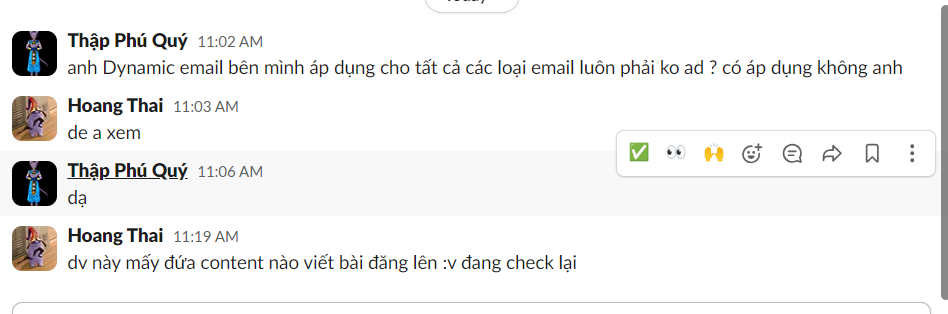 Today
Thập Phú Quý 11:02 AM
anh Dynamic email bên mình áp dụng cho tất cả các loại email luôn phải ko ad ? có áp dụng không anh
Hoang Thai 11:03 AM
de a xem
Thập Phú Quý 11:06 AM
dạ
Hoang Thai 11:19 AM
dv này mấy đứa content nào viết bài đăng lên :v đang check lại